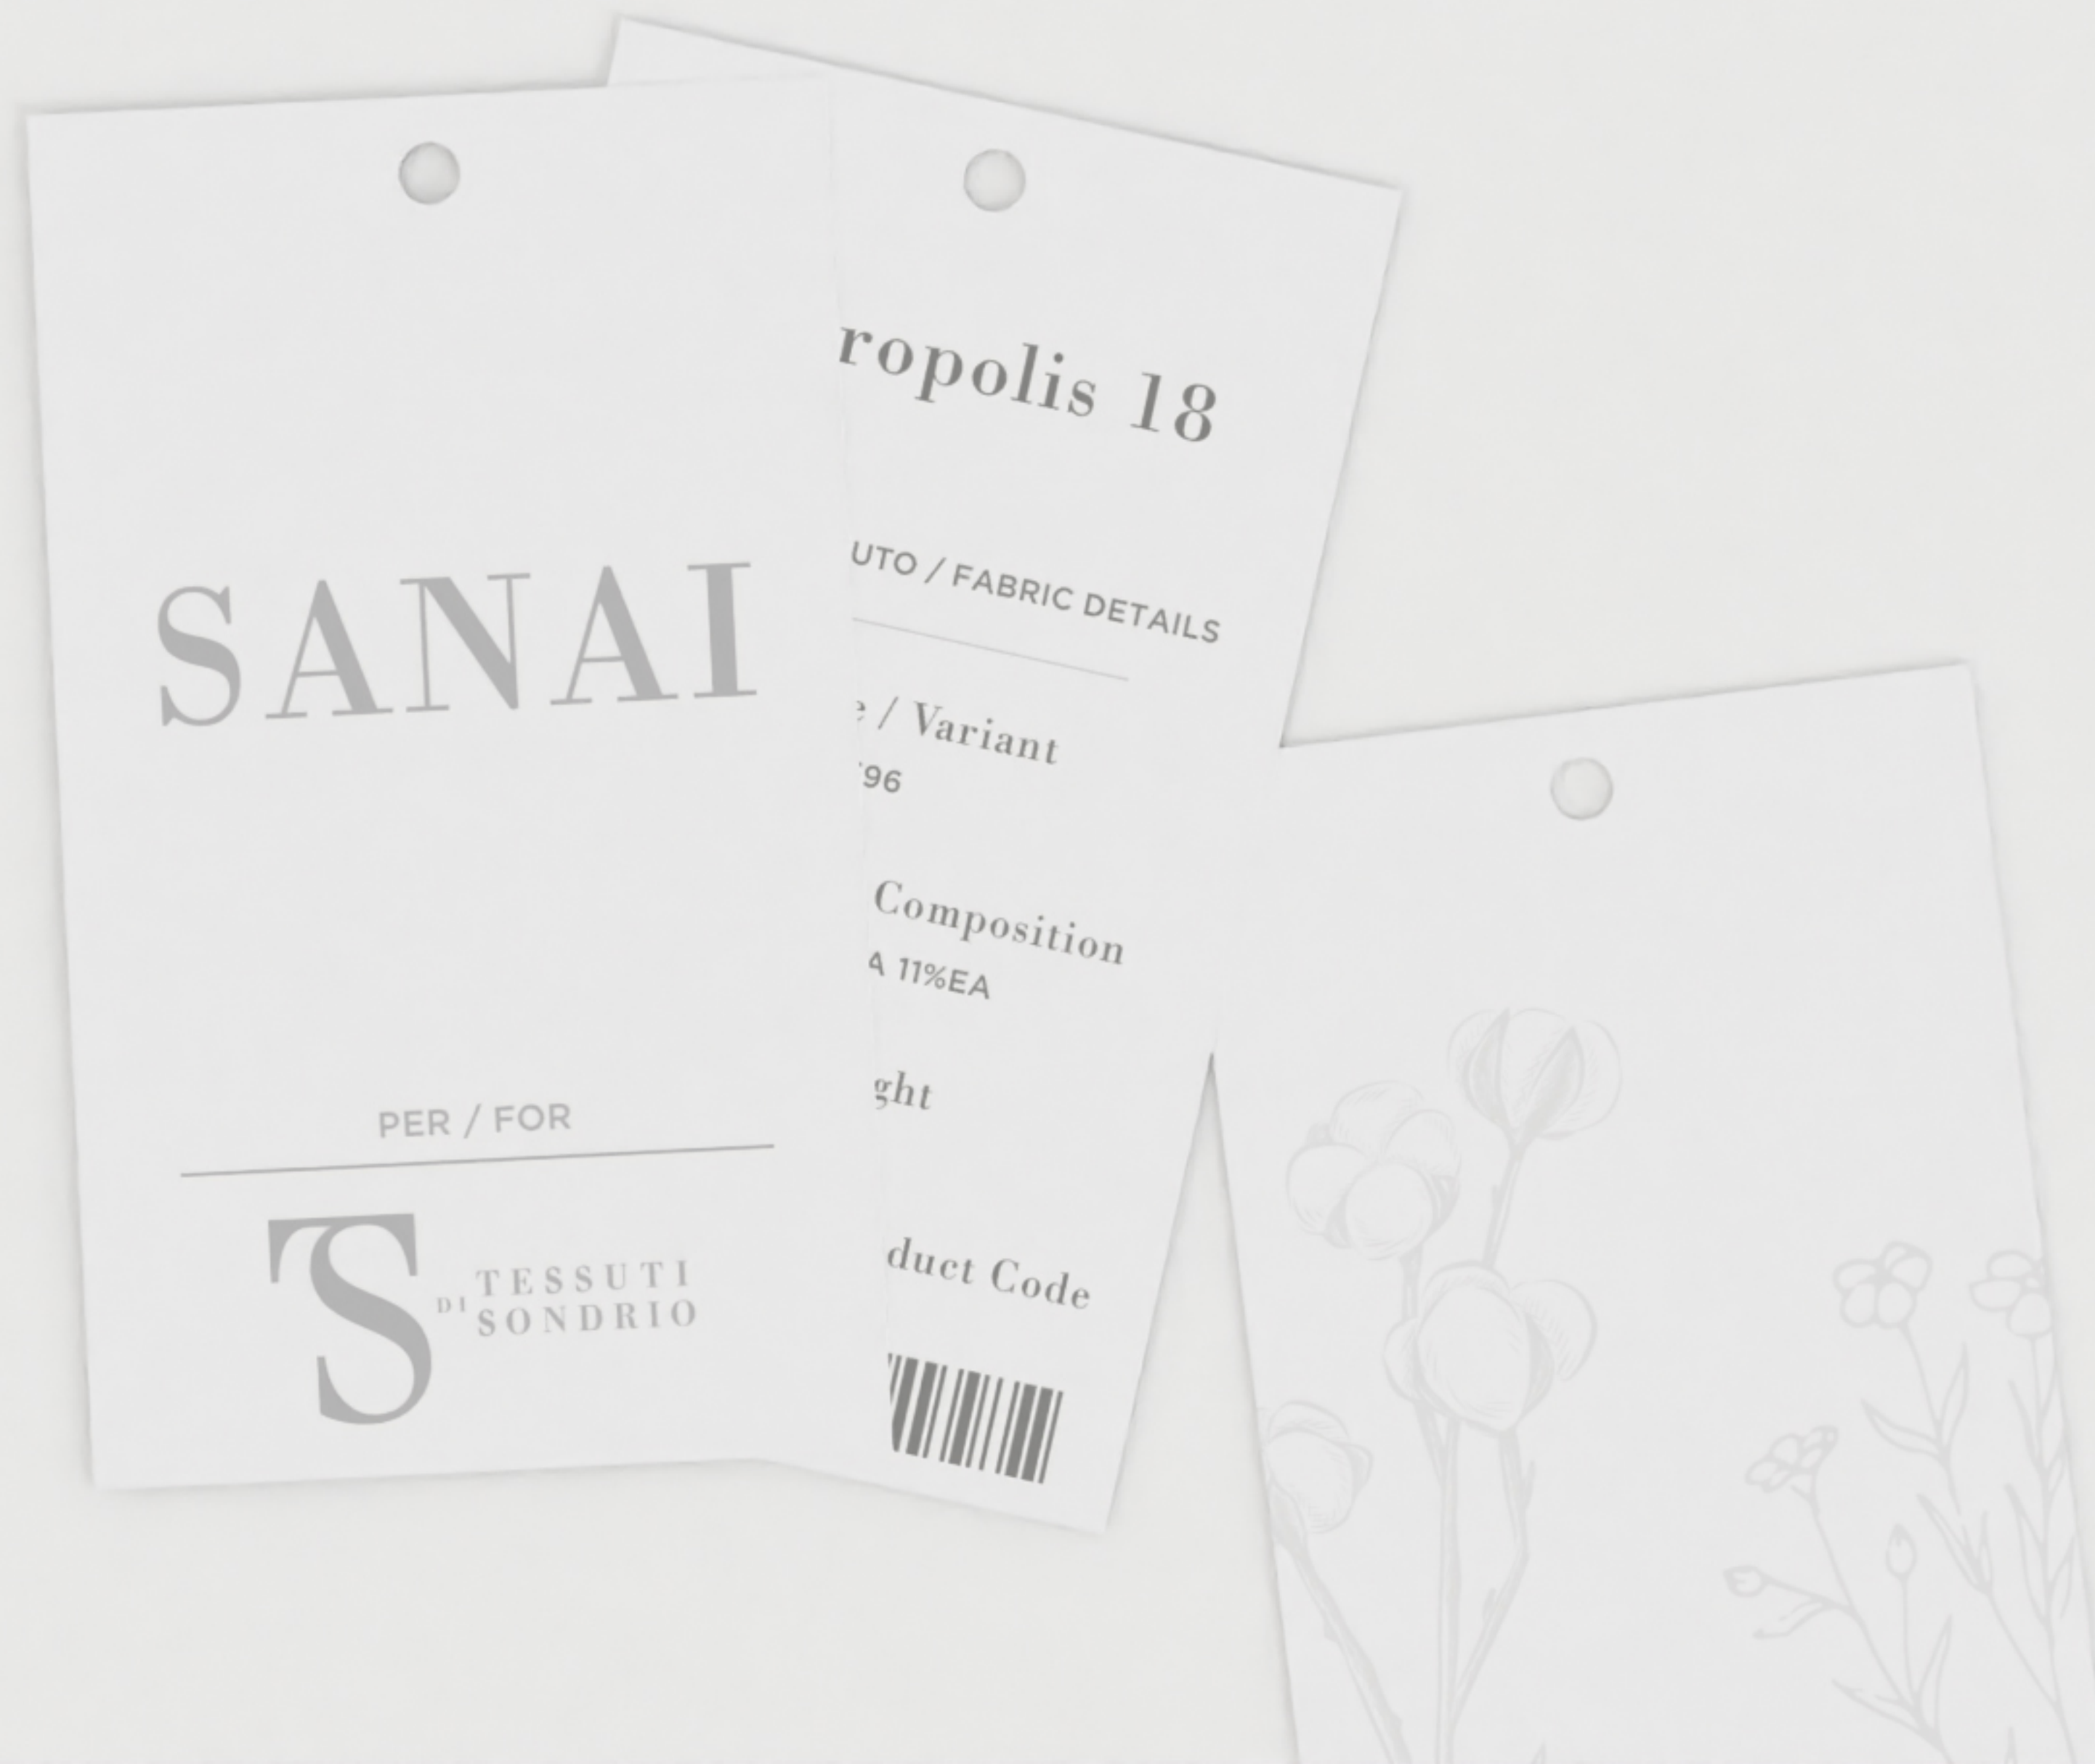 SANAI
PER / FOR
TS
DI
TESSUTI
SONDRIO
ropolis 18
UTO / FABRIC DETAILS
e / Variant
96
Composition
A 11%EA
ght
duct Code